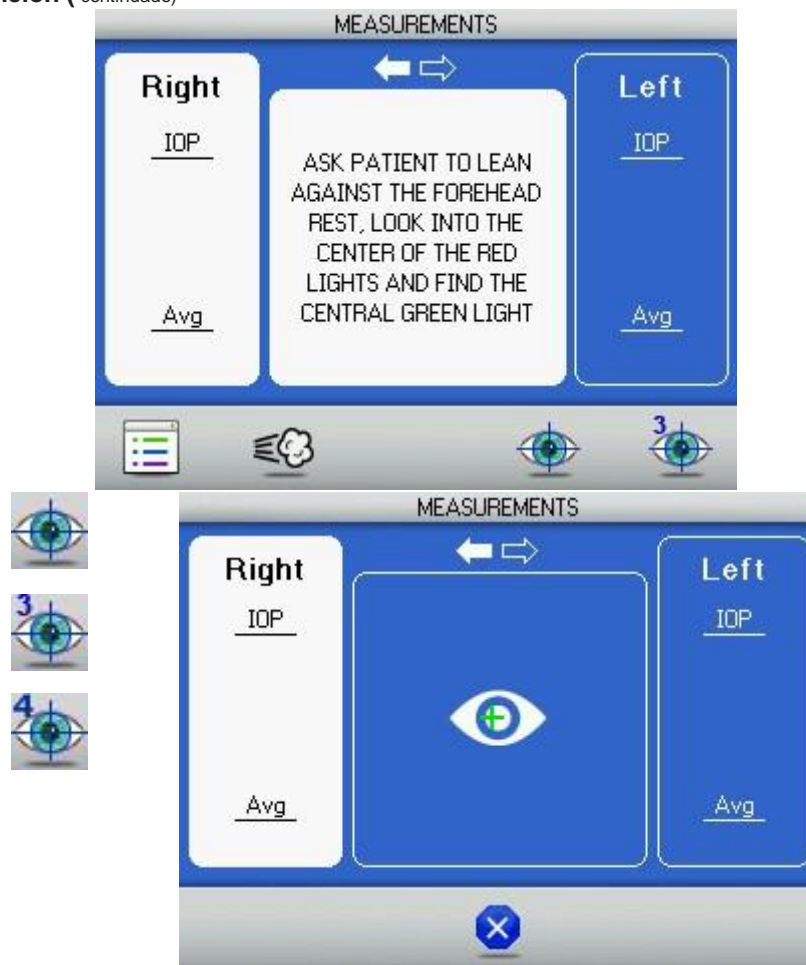 continuado)
MEASUREMENTS
Right
Left
IOP
IOP
ASK PATIENT TO LEAN
AGAINST THE FOREHEAD
REST, LOOK INTO THE
CENTER OF THE RED
LIGHTS AND FIND THE
CENTRAL GREEN LIGHT
Avg
Avg
3
MEASUREMENTS
Right
Left
3
IOP
IOP
4
Avg
Avg